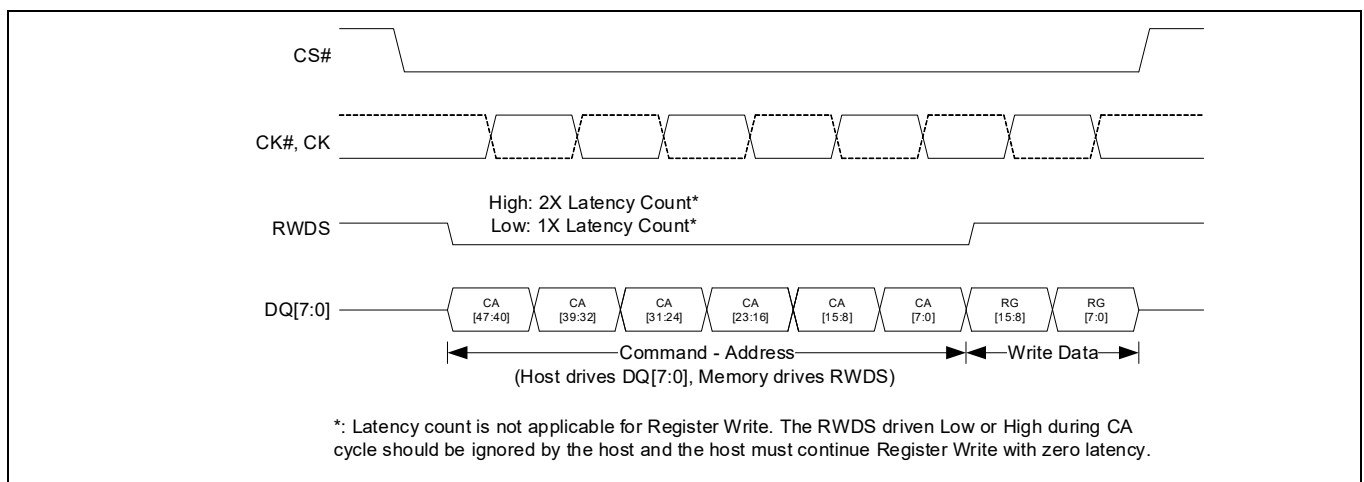 CS#
CK#, CK
High: 2X Latency Count*
Low: 1X Latency Count*
RWDS
DQ[7:0]
CA
[47:40]
CA
[39:32]
CA
[31:24]
CA
[23:16]
CA
[15:8]
CA
[7:0]
RG
[15:8]
RG
[7:0]
Command - Address
Write Data
(Host drives DQ[7:0], Memory drives RWDS)
*: Latency count is not applicable for Register Write. The RWDS driven Low or High during CA
cycle should be ignored by the host and the host must continue Register Write with zero latency.